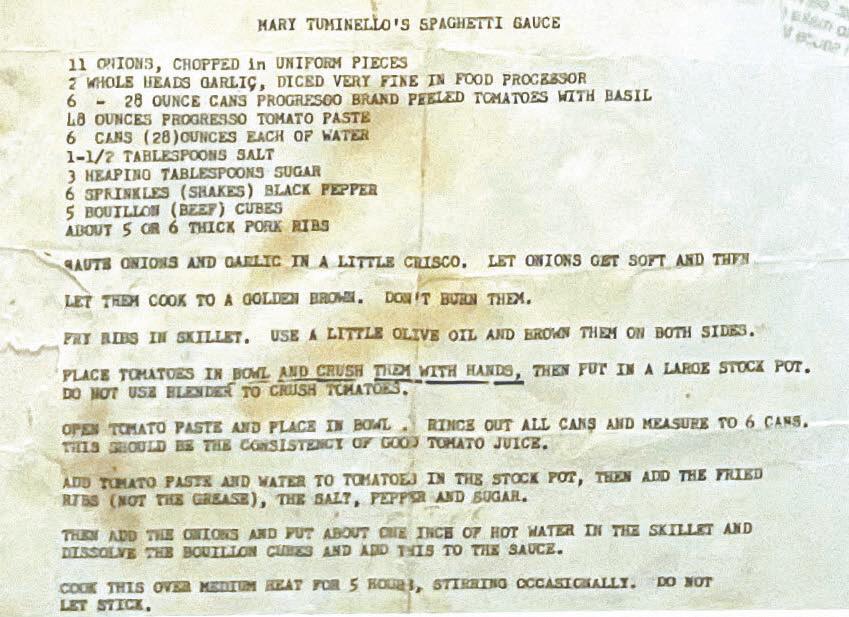 MARY TUMINELLO'S SPAGHETTI SAUCE
11 ONIONS, CHOPPED in UNIFORM PIECES
2 WHOLE HEADS GARLIC, DICED VERY FINE IN FOOD PROCESSOR
6 - 28 OUNCE CANS PROGRESSO BRAND PEELED TOMATOES WITH BASIL
48 OUNCES PROGRESSO TOMATO PASTE
6 CANS (28)OUNCES EACH OF WATER
1-1/2 TABLESPOONS SALT
3 HEAPING TABLESPOONS SUGAR
6 SPRINKLES (SHAKES) BLACK PEPPER
5 BOUILLON (BEEF) CUBES
ABOUT 5 OR 6 THICK PORK RIBS
SAUTE ONIONS AND GARLIC IN A LITTLE CRISCO. LET ONIONS GET SOFT AND THEN
LET THEM COOK TO A GOLDEN BROWN. DON'T BURN THEM.
FRY RIBS IN SKILLET. USE A LITTLE OLIVE OIL AND BROWN THEM ON BOTH SIDES.
PLACE TOMATOES IN BOWL AND CRUSH THEM WITH HANDS, THEN PUT IN A LARGE STOCK POT.
DO NOT USE BLENDER TO CRUSH TOMATOES.
OPEN TOMATO PASTE AND PLACE IN BOWL . RINCE OUT ALL CANS AND MEASURE TO 6 CANS.
THIS SHOULD BE THE CONSISTENCY OF GOOD TOMATO JUICE.
ADD TOMATO PASTE AND WATER TO TOMATOES IN THE STOCK POT, THEN ADD THE FRIED
RIBS (NOT THE GREASE), THE SALT, PEPPER AND SUGAR.
THEN ADD THE ONIONS AND PUT ABOUT ONE INCH OF HOT WATER IN THE SKILLET AND
DISSOLVE THE BOUILLON CUBES AND ADD THIS TO THE SAUCE.
COOK THIS OVER MEDIUM HEAT FOR 5 HOURS, STIRRING OCCASIONALLY. DO NOT
LET STICK.